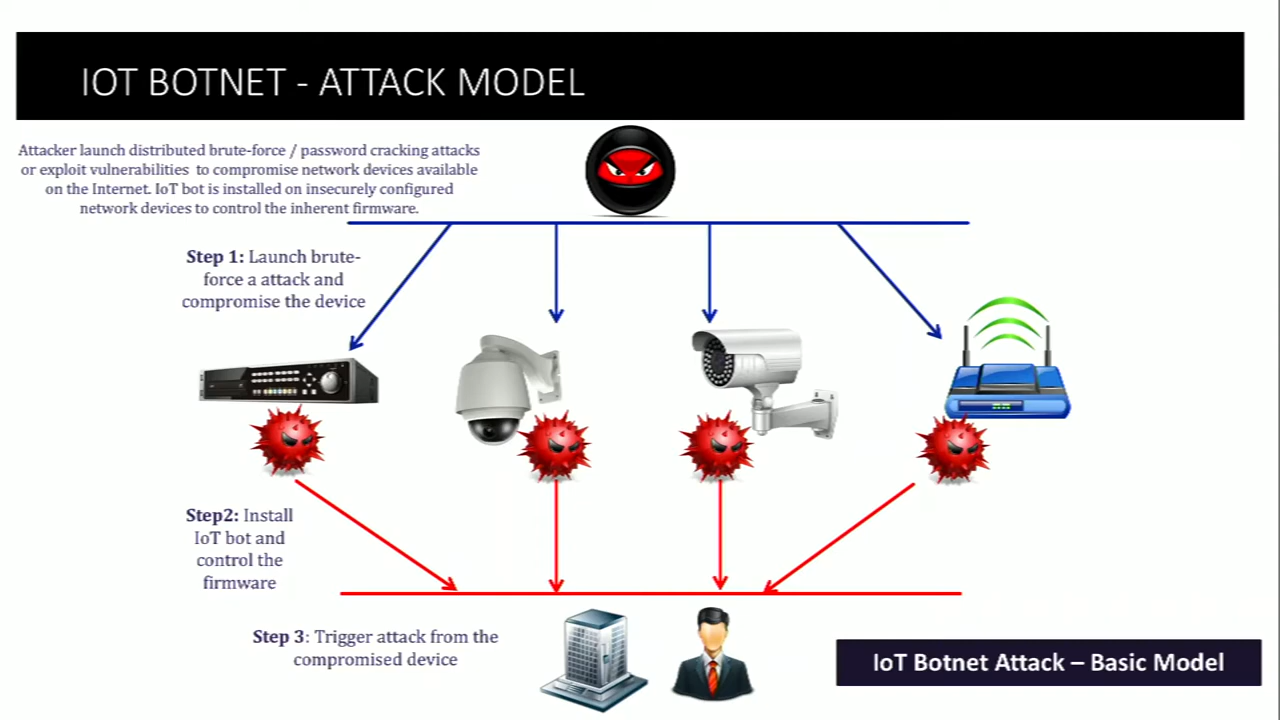 IOT BOTNET - ATTACK MODEL
Attacker launch distributed brute-force / password cracking attacks
or exploit vulnerabilities to compromise network devices available
on the Internet. IoT bot is installed on insecurely configured
network devices to control the inherent firmware.
Step 1: Launch brute-
force a attack and
compromise the device
Step2: Install
IoT bot and
control the
firmware
Step 3: Trigger attack from the
compromised device
IoT Botnet Attack – Basic Model